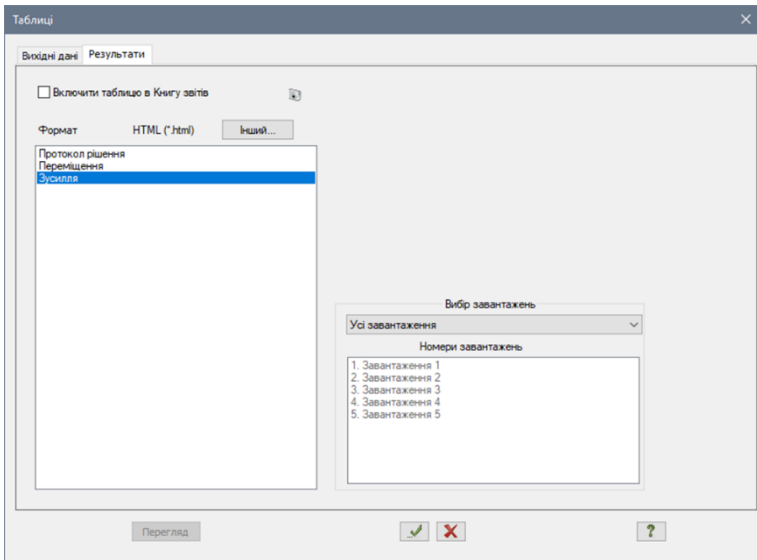 Таблиці
Вихідні дані Результати
Включити таблицю в Книгу звітів
Формат HTML (*.html) Інший...
Протокол рішення
Переміщення
Зусилля
Вибір завантажень
Усі завантаження
Номери завантажень
1. Завантаження 1
2. Завантаження 2
3. Завантаження 3
4. Завантаження 4
5. Завантаження 5
Перегляд ?